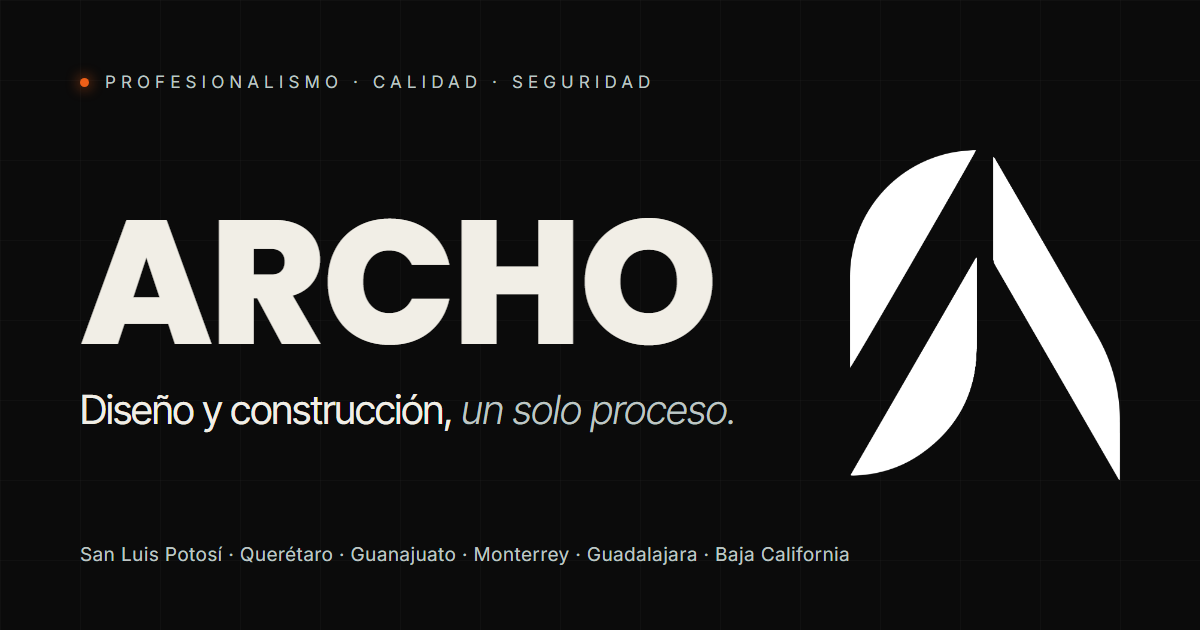 PROFESIONALISMO · CALIDAD · SEGURIDAD
ARCHO
Diseño y construcción, un solo proceso.
San Luis Potosí · Querétaro · Guanajuato · Monterrey · Guadalajara · Baja California